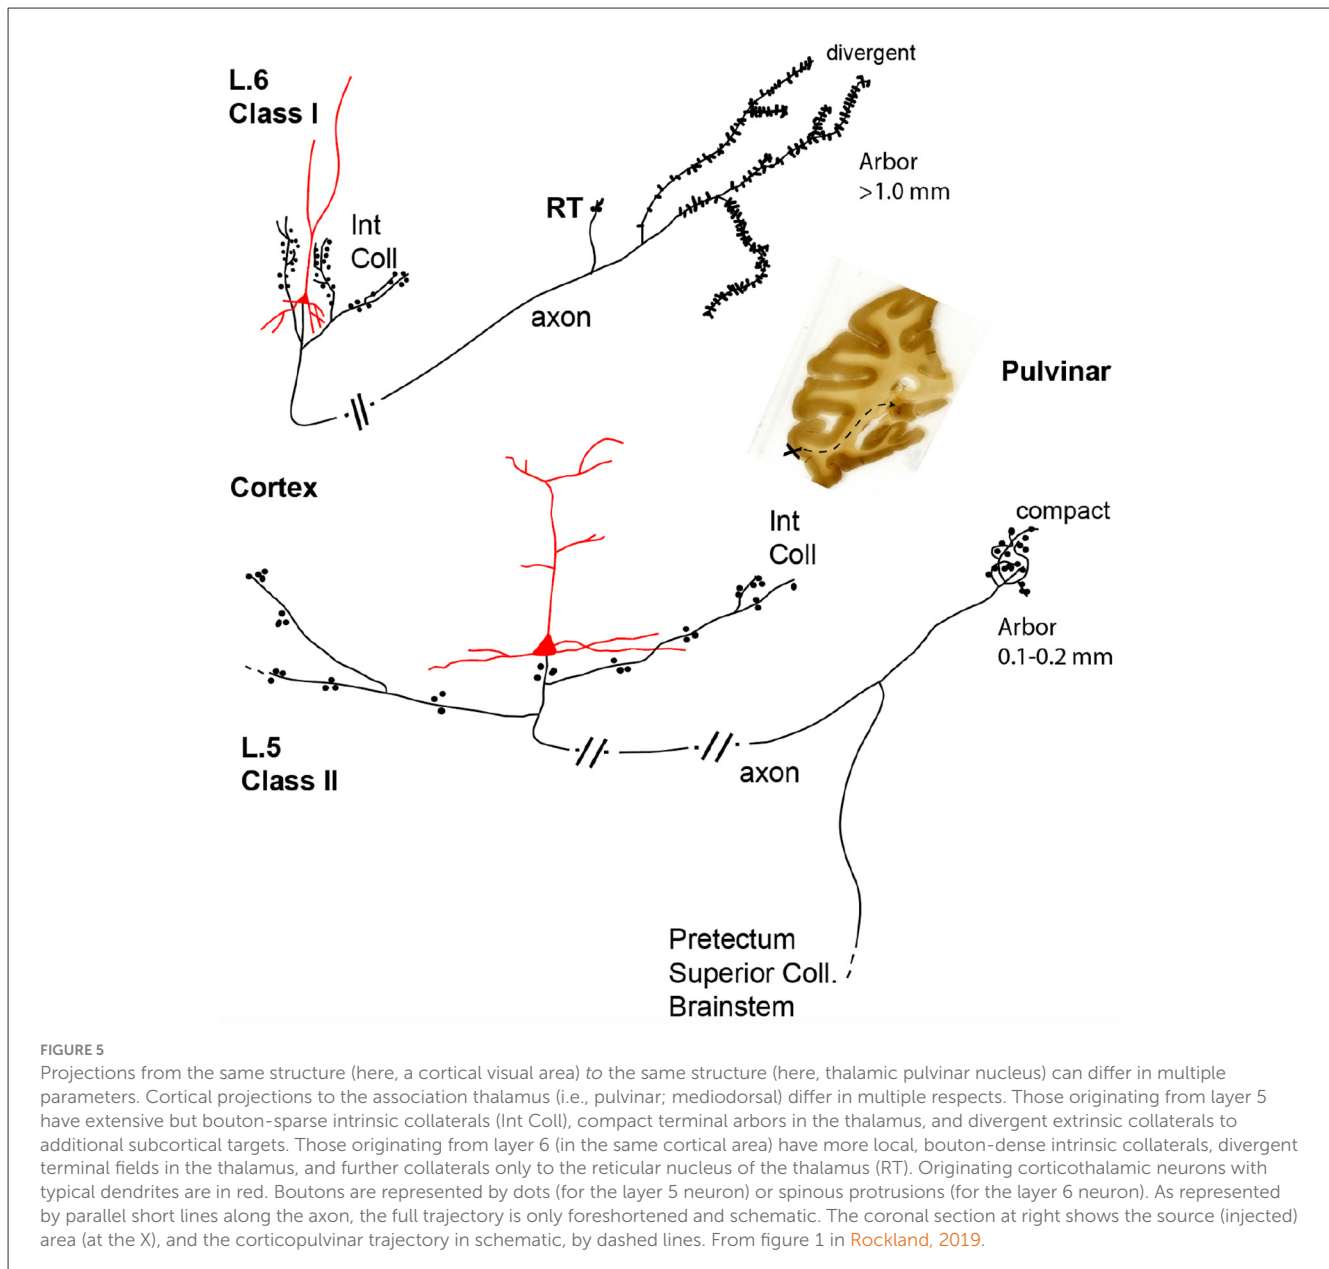 L.6
Class I
divergent
Arbor
>1.0 mm
RT
Int
Coll
axon
Pulvinar
Cortex
Int
Coll
compact
Arbor
0.1-0.2 mm
L.5
Class II
axon
Pretectum
Superior Coll.
Brainstem
FIGURE 5
Projections from the same structure (here, a cortical visual area) to the same structure (here, thalamic pulvinar nucleus) can differ in multiple
parameters. Cortical projections to the association thalamus (i.e., pulvinar; mediodorsal) differ in multiple respects. Those originating from layer 5
have extensive but bouton-sparse intrinsic collaterals (Int Coll), compact terminal arbors in the thalamus, and divergent extrinsic collaterals to
additional subcortical targets. Those originating from layer 6 (in the same cortical area) have more local, bouton-dense intrinsic collaterals, divergent
terminal fields in the thalamus, and further collaterals only to the reticular nucleus of the thalamus (RT). Originating corticothalamic neurons with
typical dendrites are in red. Boutons are represented by dots (for the layer 5 neuron) or spinous protrusions (for the layer 6 neuron). As represented
by parallel short lines along the axon, the full trajectory is only foreshortened and schematic. The coronal section at right shows the source (injected)
area (at the X), and the corticopulvinar trajectory in schematic, by dashed lines. From figure 1 in Rockland, 2019.